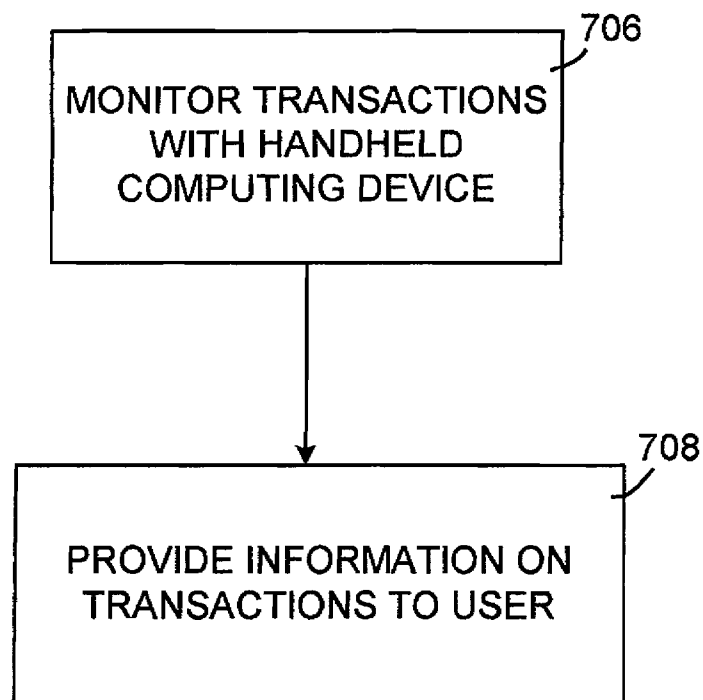 706
MONITOR TRANSACTIONS
WITH HANDHELD
COMPUTING DEVICE
708
PROVIDE INFORMATION ON
TRANSACTIONS TO USER